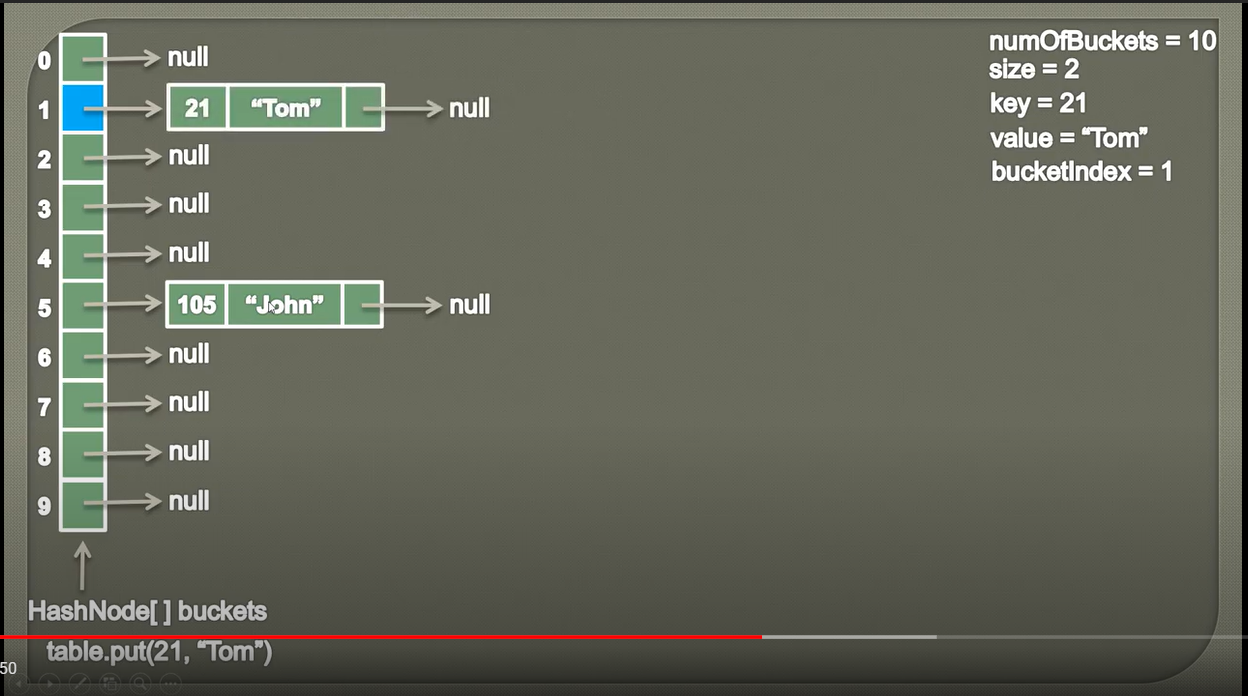 0 null
numOfBuckets = 10
size = 2
1 21 “Tom” null
key = 21
value = “Tom”
2 null
bucketIndex = 1
3 null
4 null
5 105 “John” null
6 null
7 null
8 null
9 null
HashNode[ ] buckets
table.put(21, “Tom”)
50